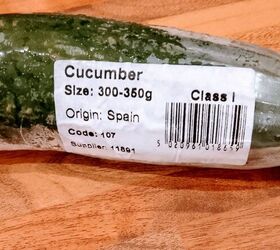 Cucumber
Size: 300-350g
Class I
Origin: Spain
Code: 107
Supplier: 11891